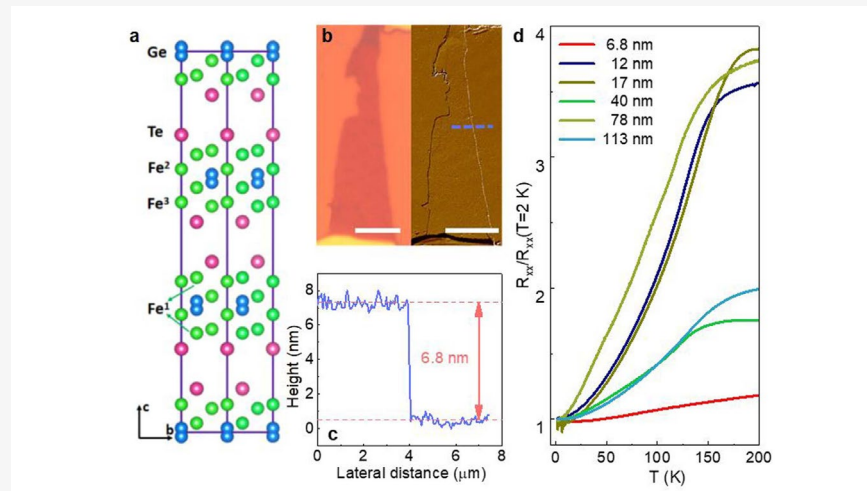 a
Ge
Te
Fe²
Fe³
Fe¹
c
b
b
Height (nm)
8
6
4
2
0
6.8 nm
c
0
2
4
6
8
Lateral distance (μm)
d
Rxx/Rxx(T=2 K)
4
3
2
1
6.8 nm
12 nm
17 nm
40 nm
78 nm
113 nm
0
50
100
150
200
T (K)